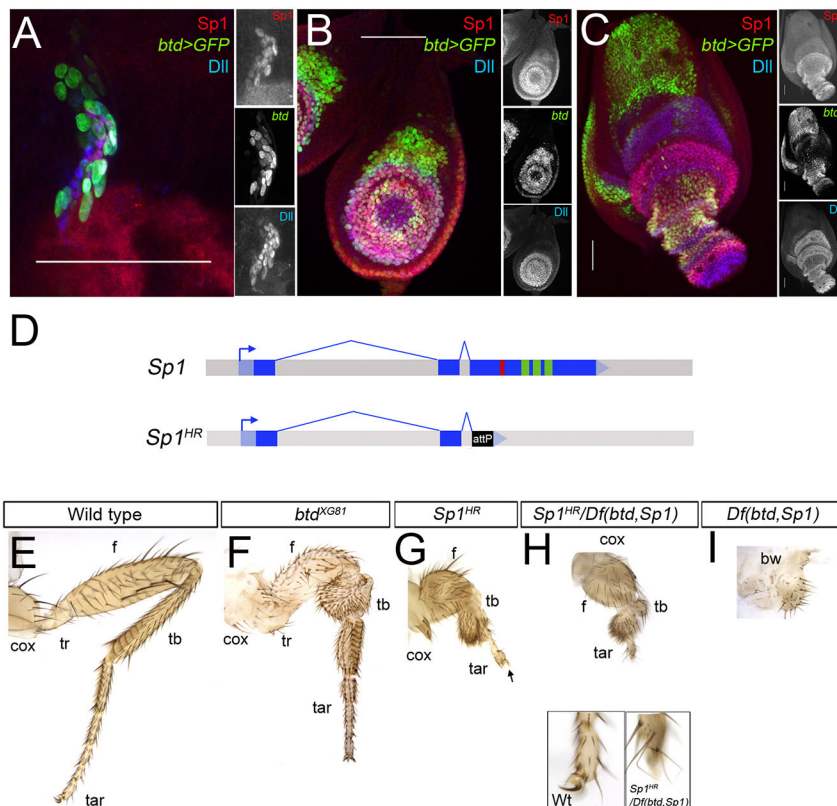 A
Sp1
btd>GFP
Dll
Sp1
btd
Dll
B
Sp1
btd>GFP
Dll
Sp1
btd
Dll
C
Sp1
btd>GFP
Dll
Sp1
btd
D
Sp1
Sp1HR
attP
Wild type
btdXG81
Sp1HR
Sp1HR/Df(btd,Sp1)
Df(btd,Sp1)
E
f
cox
tr
tb
tar
F
f
cox
tr
tb
tar
G
f
cox
tb
tar
H
cox
f
tb
tar
I
bw
Wt
Sp1HR
/Df(btd,Sp1)